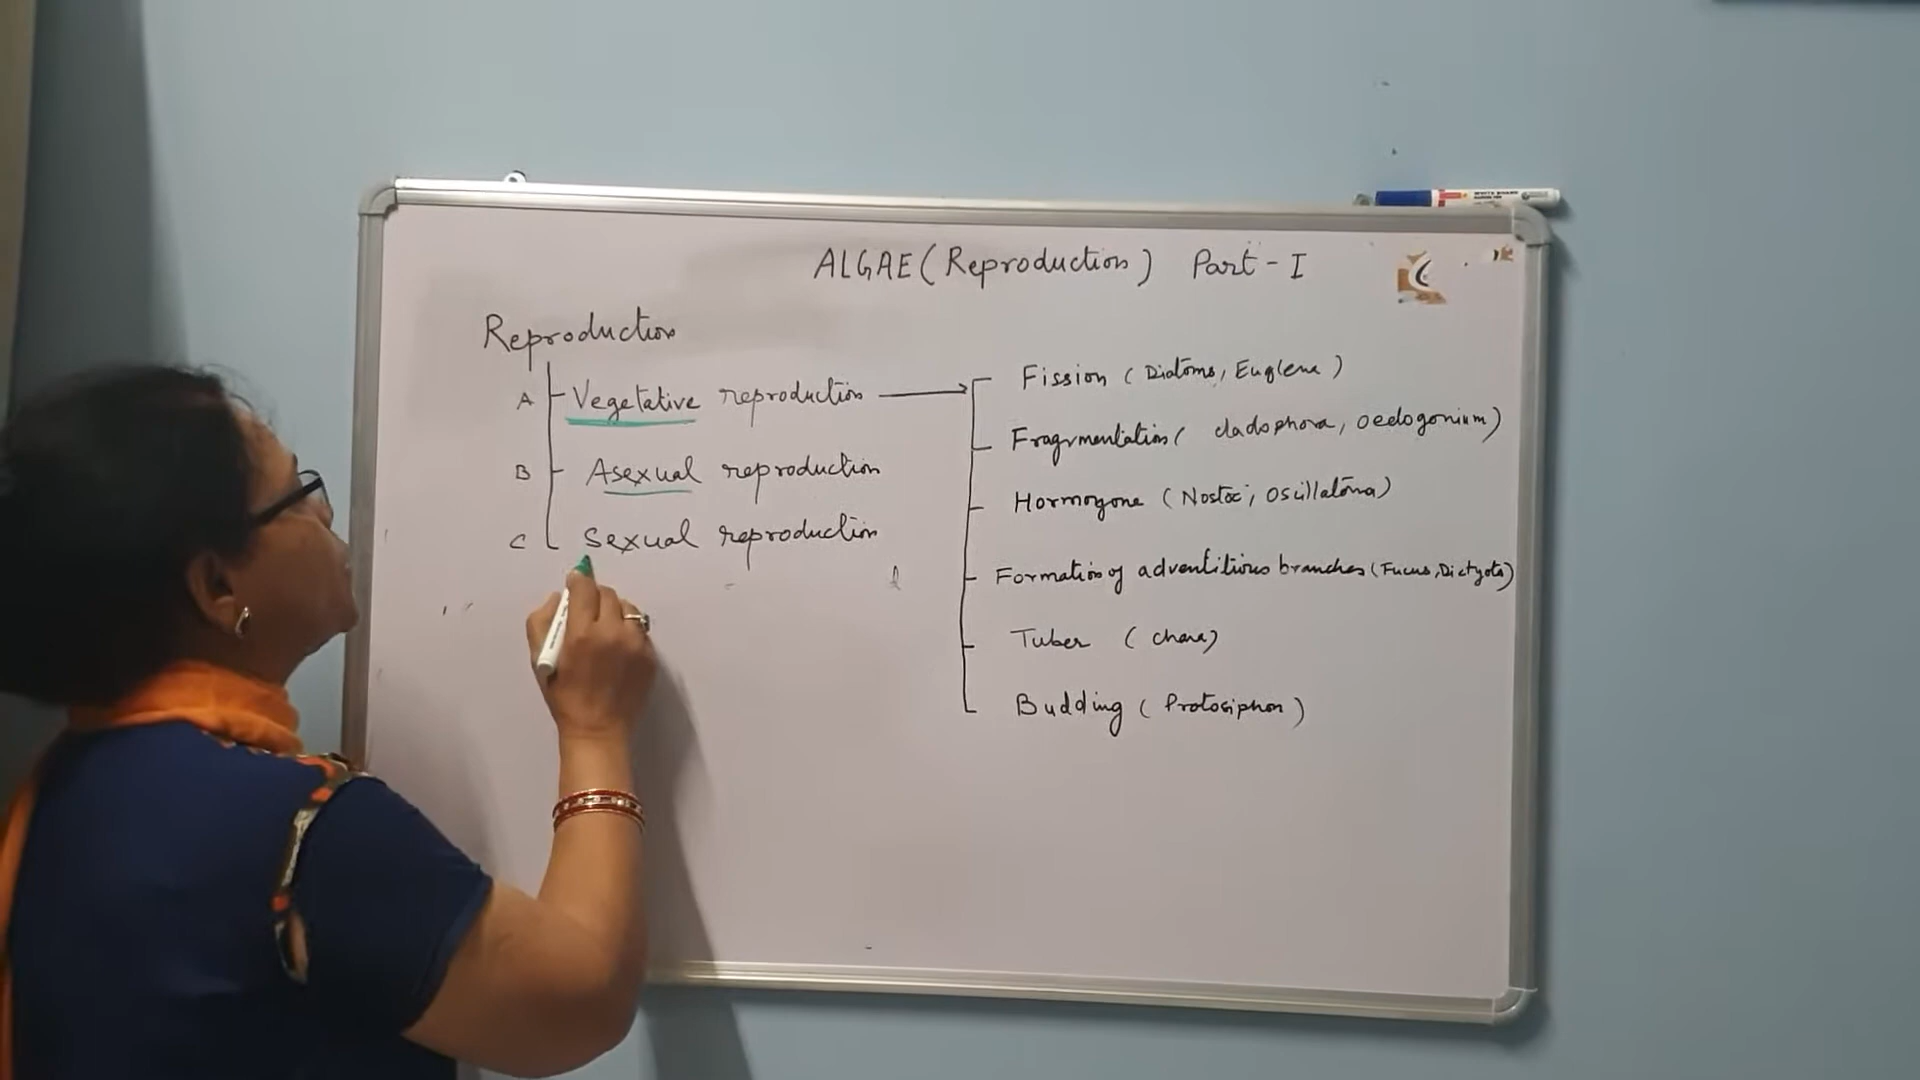 ALGAE (Reproduction) Part - I
Reproduction
A Vegetative reproduction
B Asexual reproduction
C Sexual reproduction
Fission ( Diatoms, Euglena )
Fragmentation ( cladophora, oedogonium )
Hormogone ( Nostoc, Oscillatoria )
Formation of adventitious branches ( Fucus, Dictyota )
Tuber ( chara )
Budding ( Protosiphon )